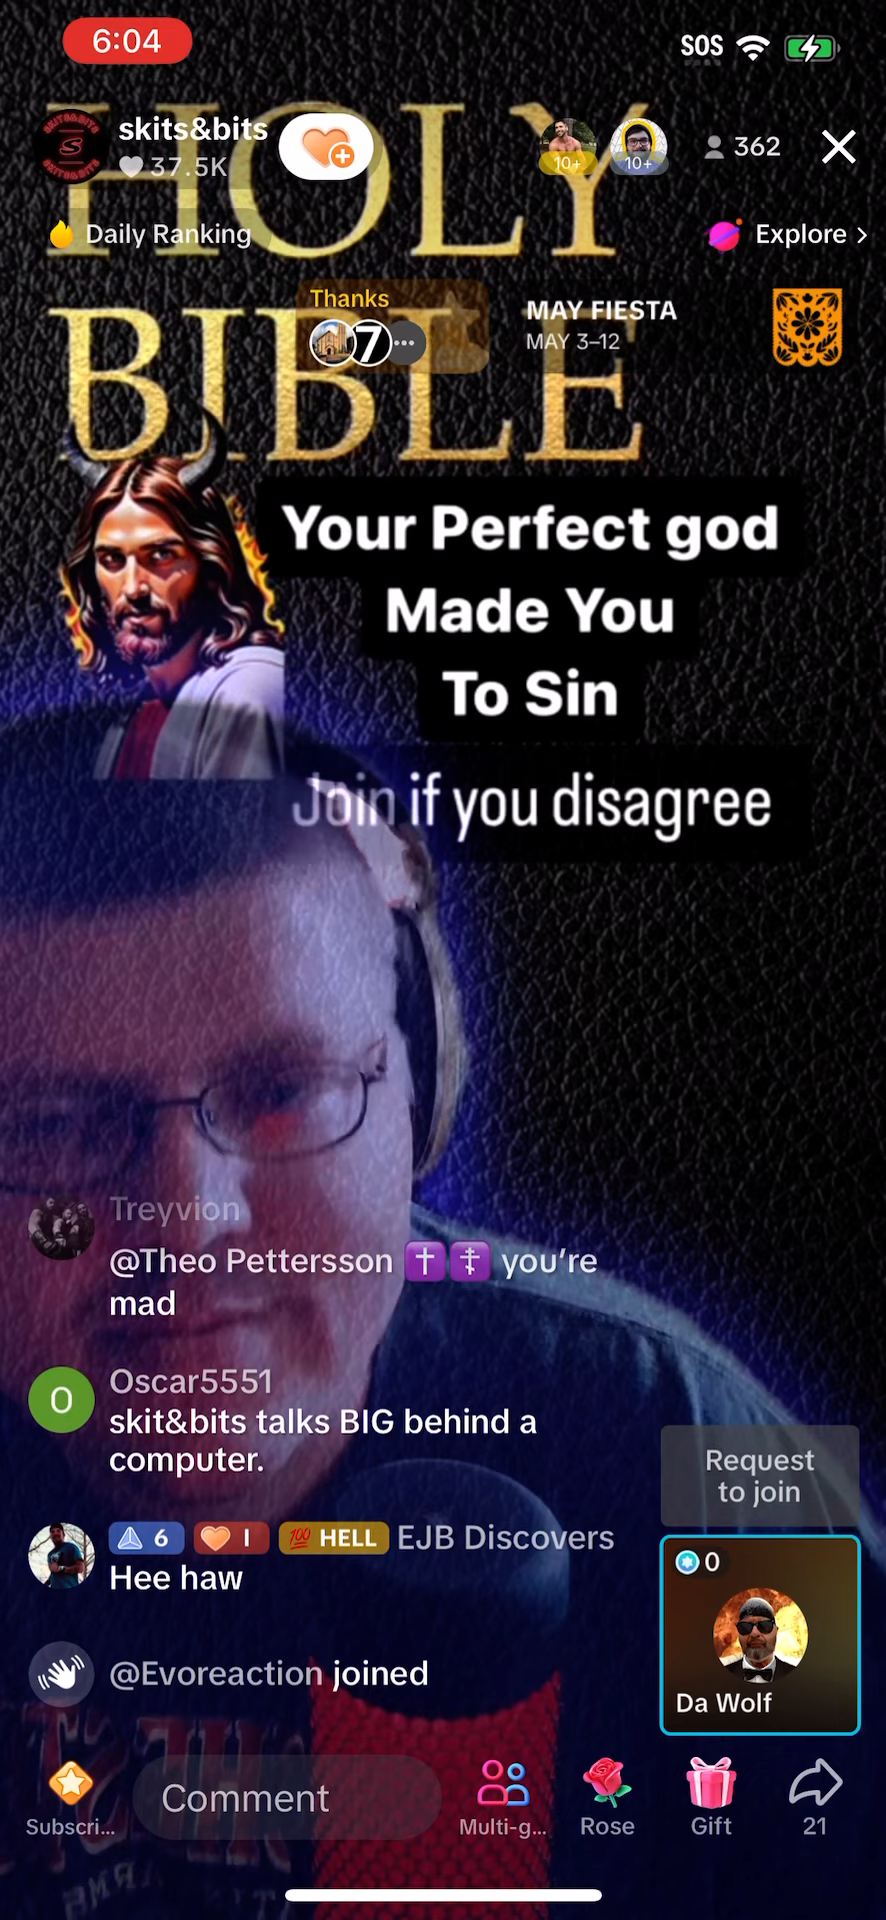 6:04
SOS
HOLY
skits&bits
37.5K
10+
10+
362
Daily Ranking
Explore >
BIBLE
Thanks
7
MAY FIESTA
MAY 3–12
Your Perfect god
Made You
To Sin
Join if you disagree
Treyvion
@Theo Pettersson ✝️☦️ you’re
mad
O
Oscar5551
skit&bits talks BIG behind a
computer.
6 I 💯 HELL EJB Discovers
Hee haw
@Evoreaction joined
Request
to join
0
Da Wolf
Subscri...
Comment
Multi-g...
Rose
Gift
21